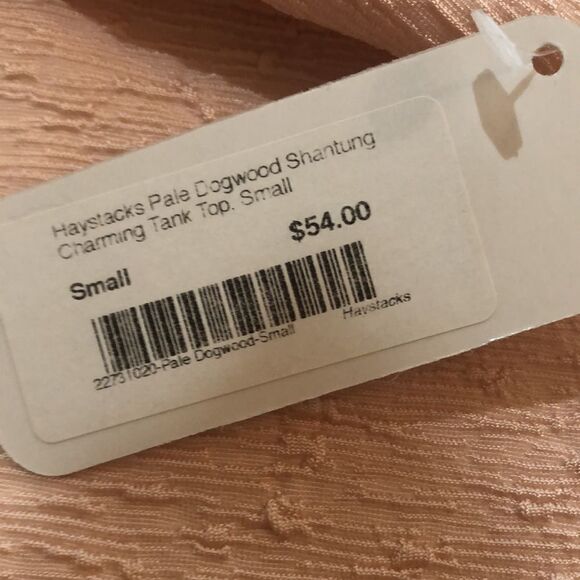 Haystacks Pale Dogwood Shantung
Charming Tank Top, Small
$54.00
Small
22731020-Pale Dogwood-Small
Haystacks